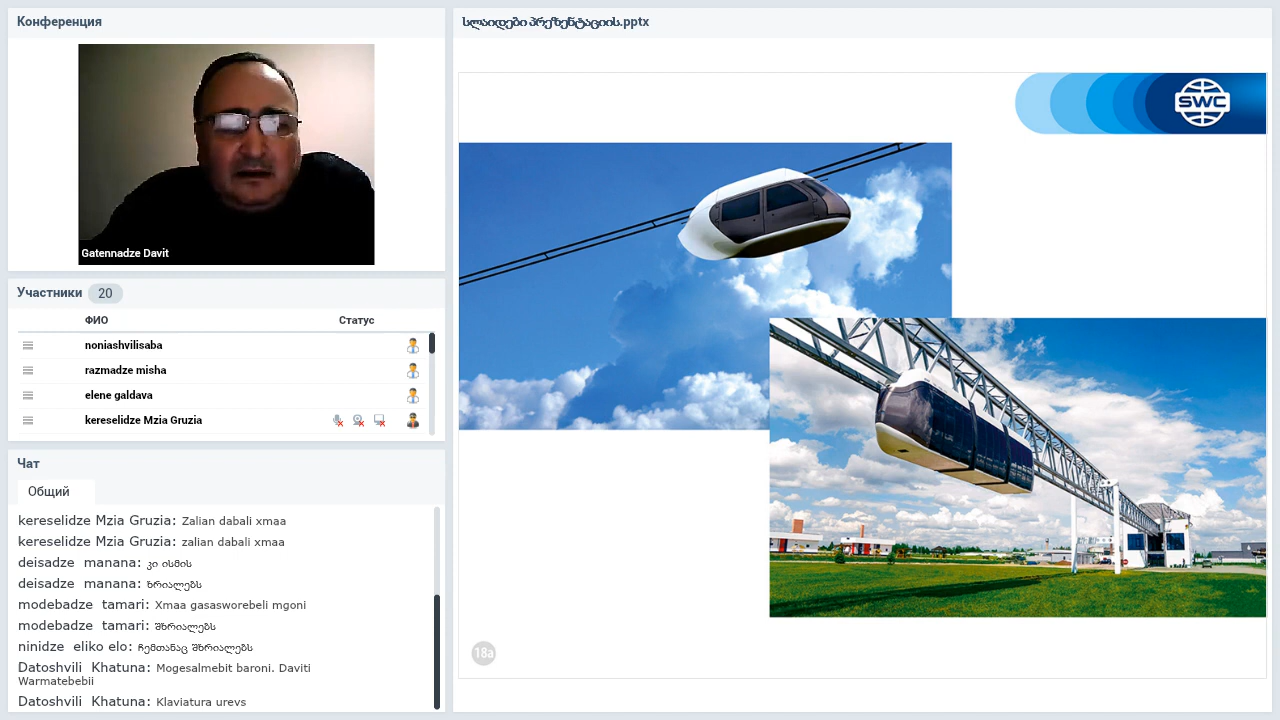 Конференция
Gatennadze Davit
Участники 20
ФИО Статус
noniashvilisaba
razmadze misha
elene galdava
kereselidze Mzia Gruzia
Чат
Общий
kereselidze Mzia Gruzia: Zalian dabali xmaa
kereselidze Mzia Gruzia: zalian dabali xmaa
deisadze manana: კი ისმის
deisadze manana: ხრიალებს
modebadze tamari: Xmaa gasasworebeli mgoni
modebadze tamari: შხრიალებს
ninidze eliko elo: ჩემთანაც შხრიალებს
Datoshvili Khatuna: Mogesalmebit baroni. Daviti
Warmatebebii
Datoshvili Khatuna: Klaviatura urevs
სლაიდები პრეზენტაციის.pptx
SWC
18a